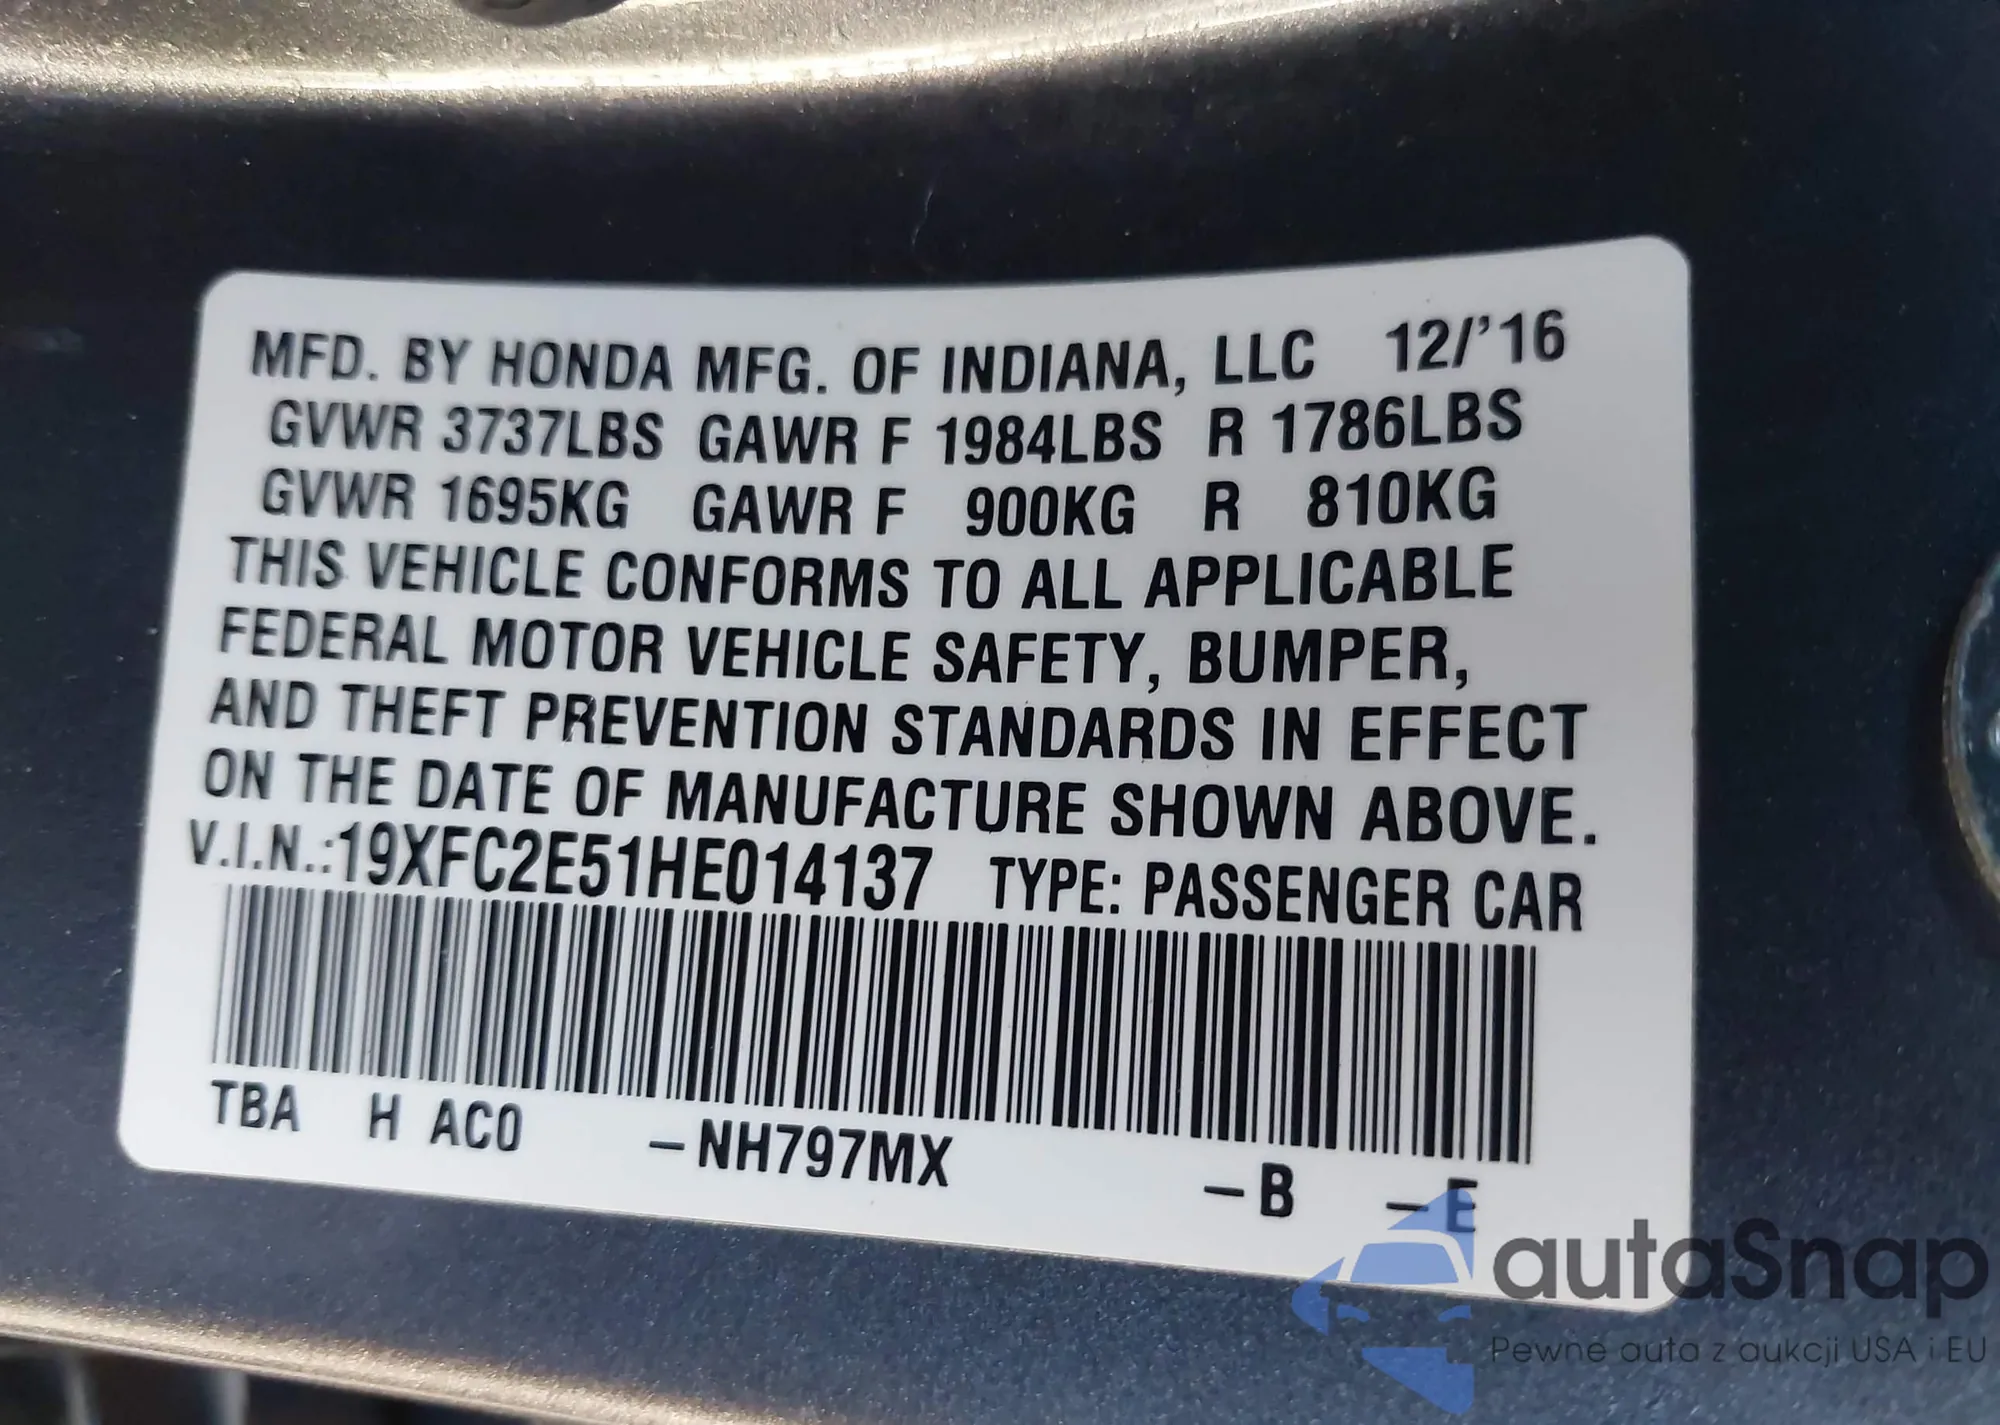 MFD. BY HONDA MFG. OF INDIANA, LLC 12/'16
GVWR 3737LBS GAWR F 1984LBS R 1786LBS
GVWR 1695KG GAWR F 900KG R 810KG
THIS VEHICLE CONFORMS TO ALL APPLICABLE
FEDERAL MOTOR VEHICLE SAFETY, BUMPER,
AND THEFT PREVENTION STANDARDS IN EFFECT
ON THE DATE OF MANUFACTURE SHOWN ABOVE.
V.I.N.:19XFC2E51HE014137 TYPE: PASSENGER CAR
TBA H AC0 –NH797MX –B –E
autaSnap
Pewne auta z aukcji USA i EU